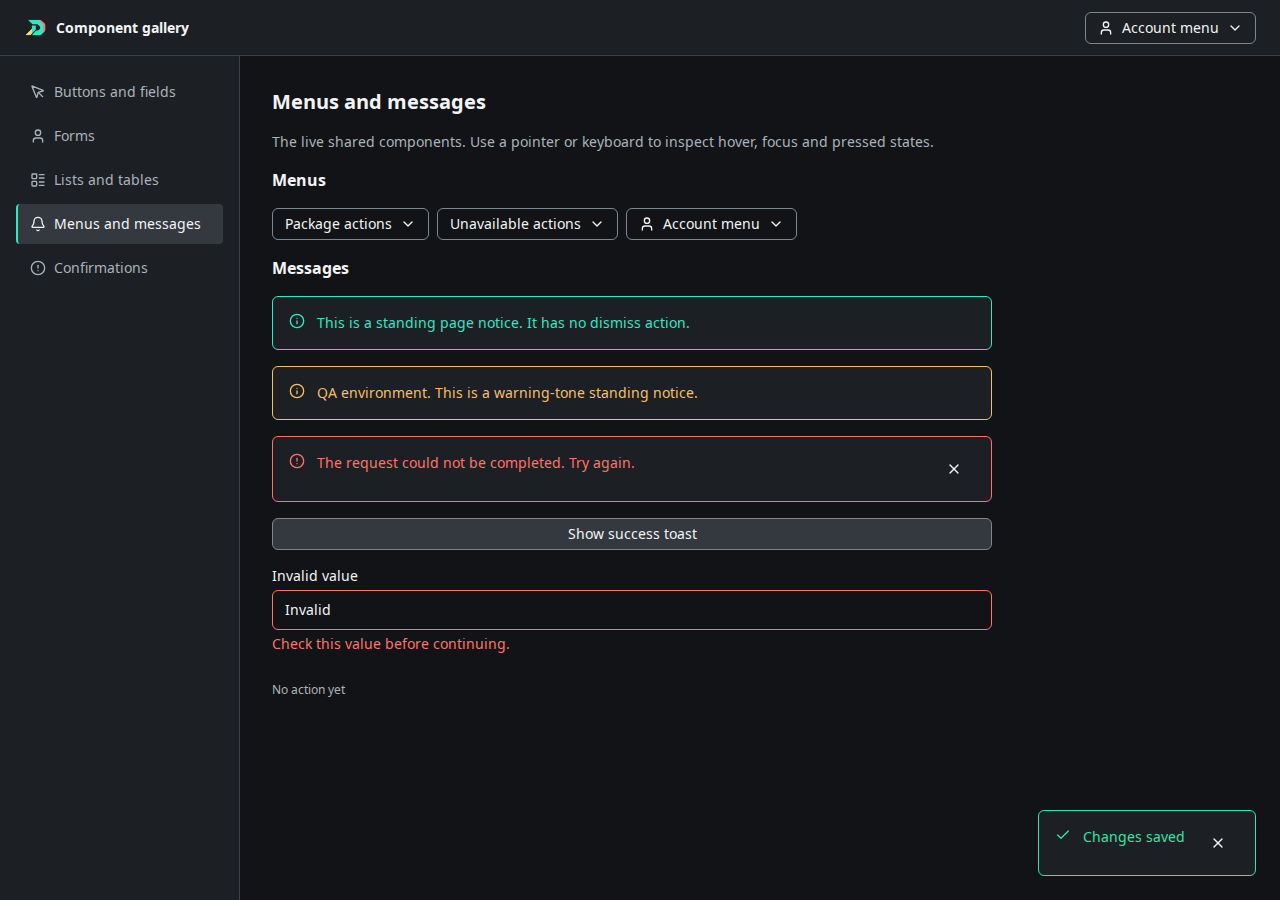 Component gallery
Account menu
Buttons and fields
Forms
Lists and tables
Menus and messages
Confirmations
Menus and messages
The live shared components. Use a pointer or keyboard to inspect hover, focus and pressed states.
Menus
Package actions
Unavailable actions
Account menu
Messages
This is a standing page notice. It has no dismiss action.
QA environment. This is a warning-tone standing notice.
The request could not be completed. Try again.
Show success toast
Invalid value
Invalid
Check this value before continuing.
No action yet
Changes saved